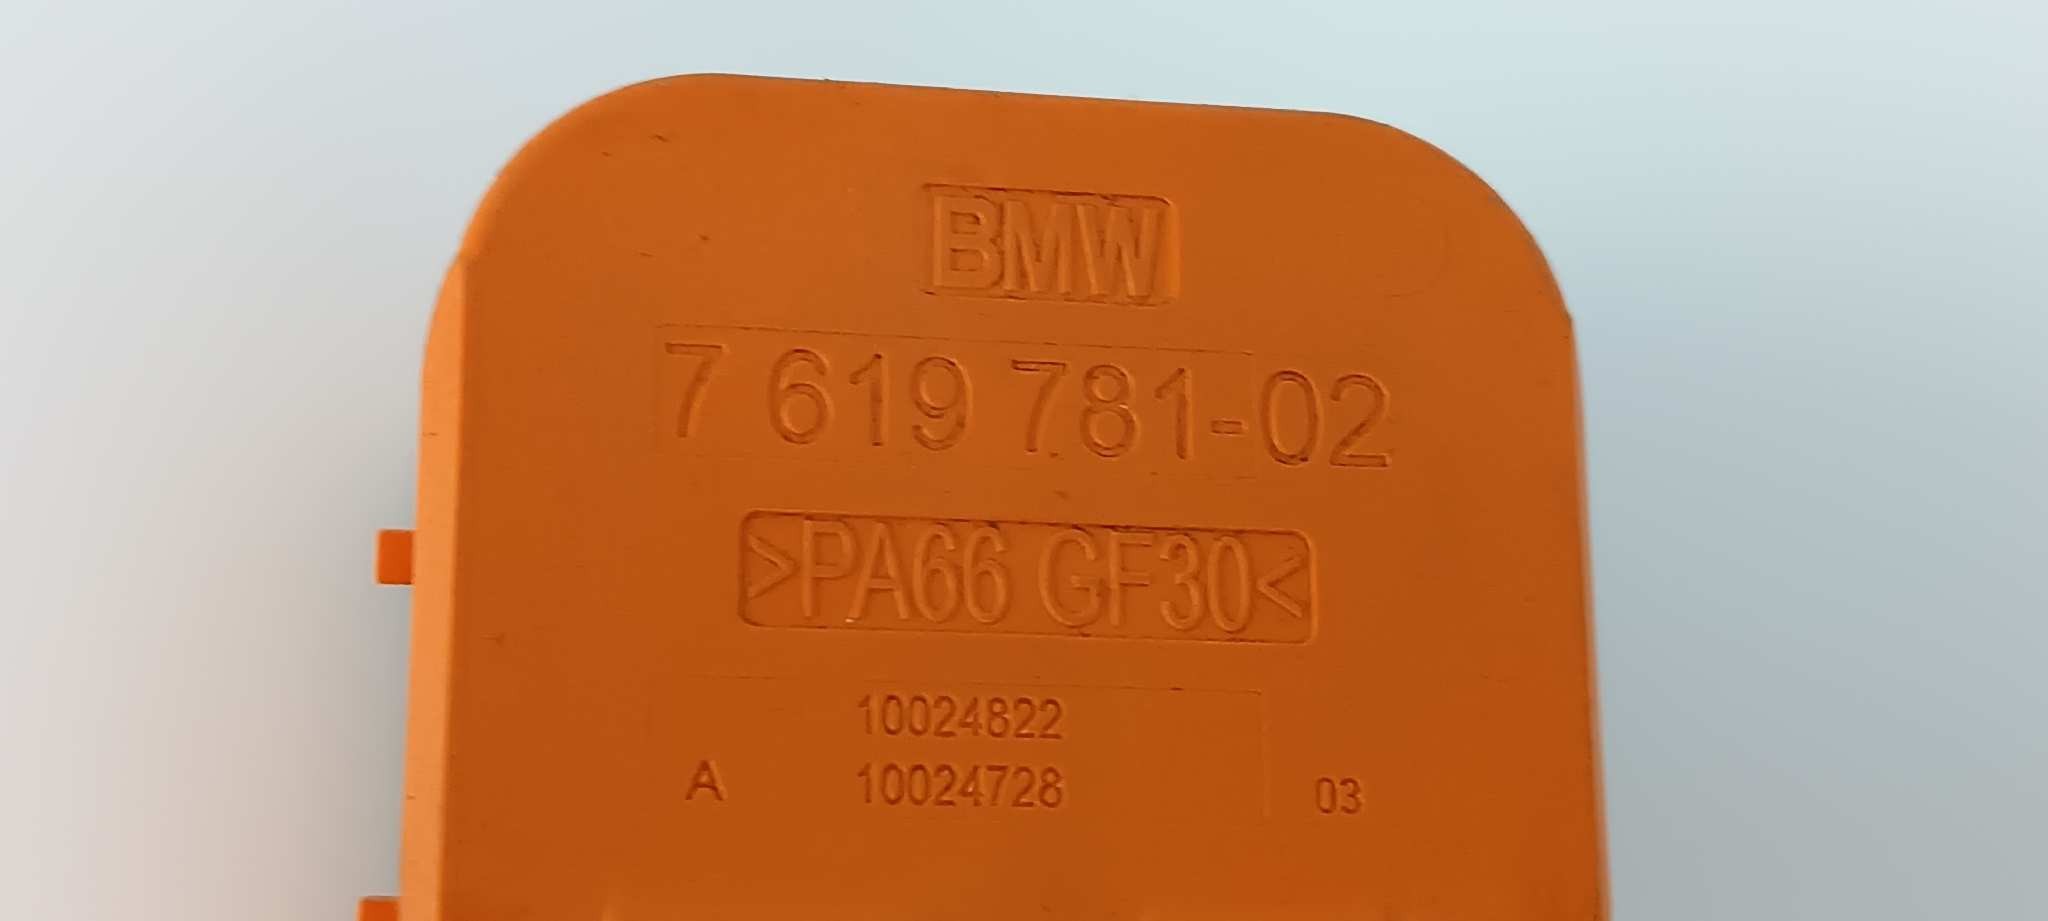 BMW
7 619 781-02
>PA66 GF30<
10024822
A 10024728 03